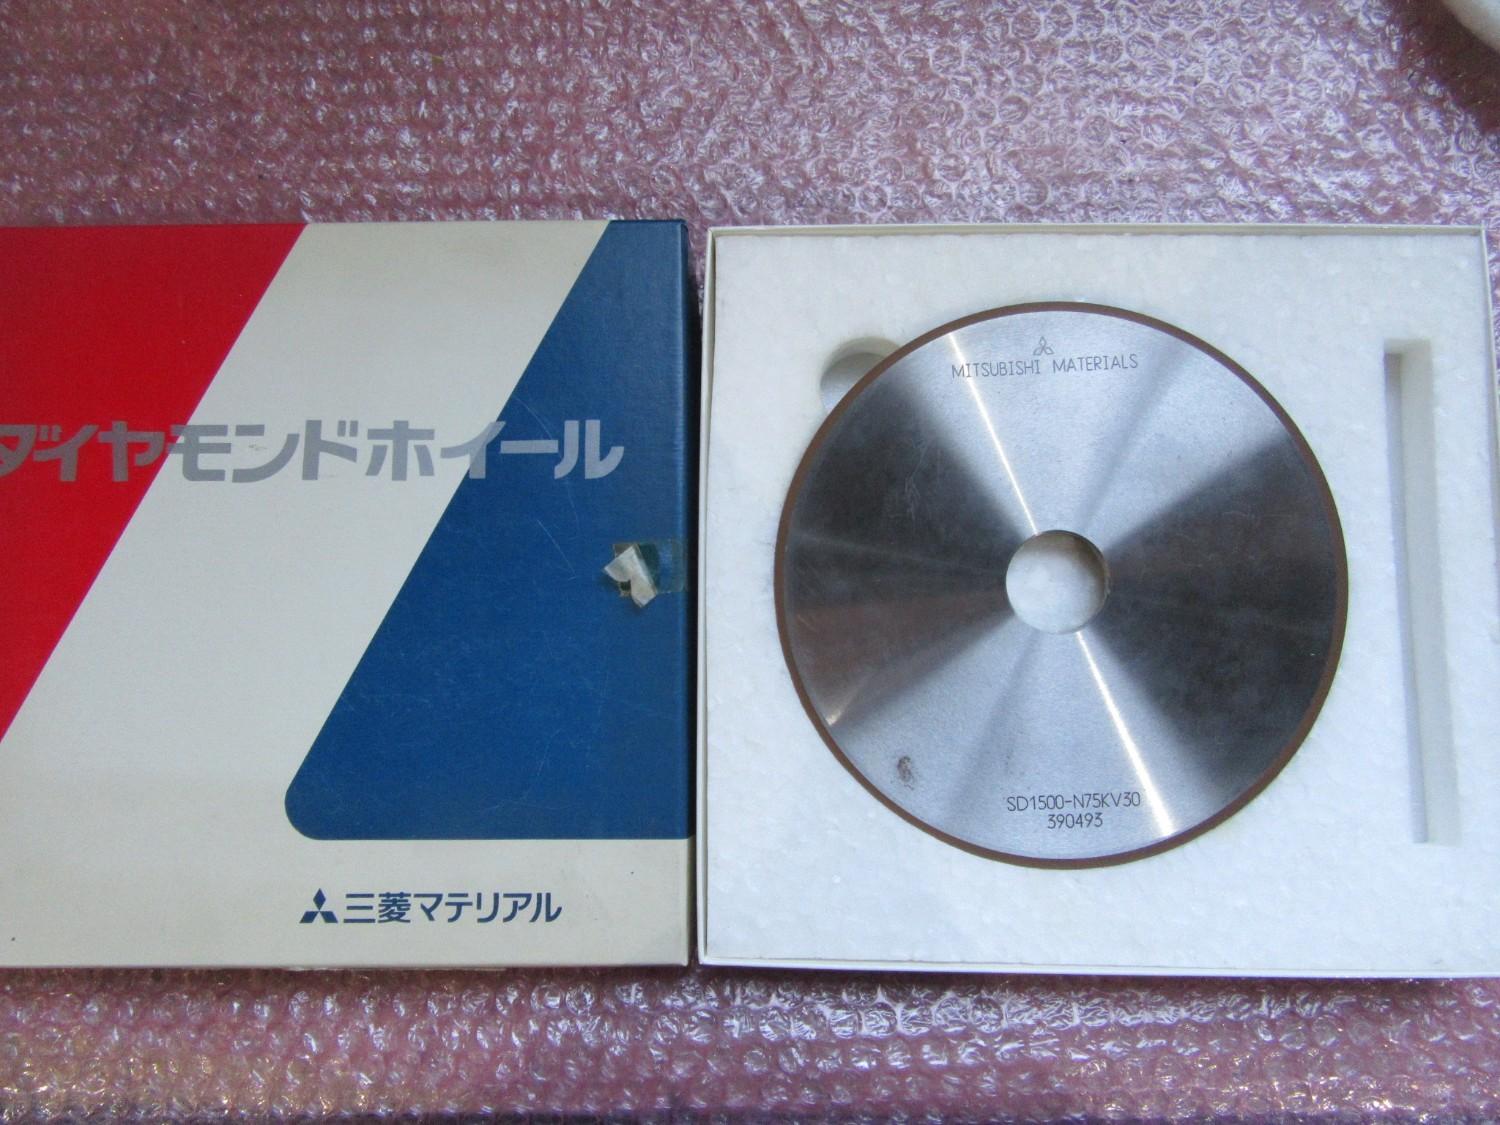 ダイヤモンドホイール
三菱マテリアル
MITSUBISHI MATERIALS
SD1500-N75KV30
390493